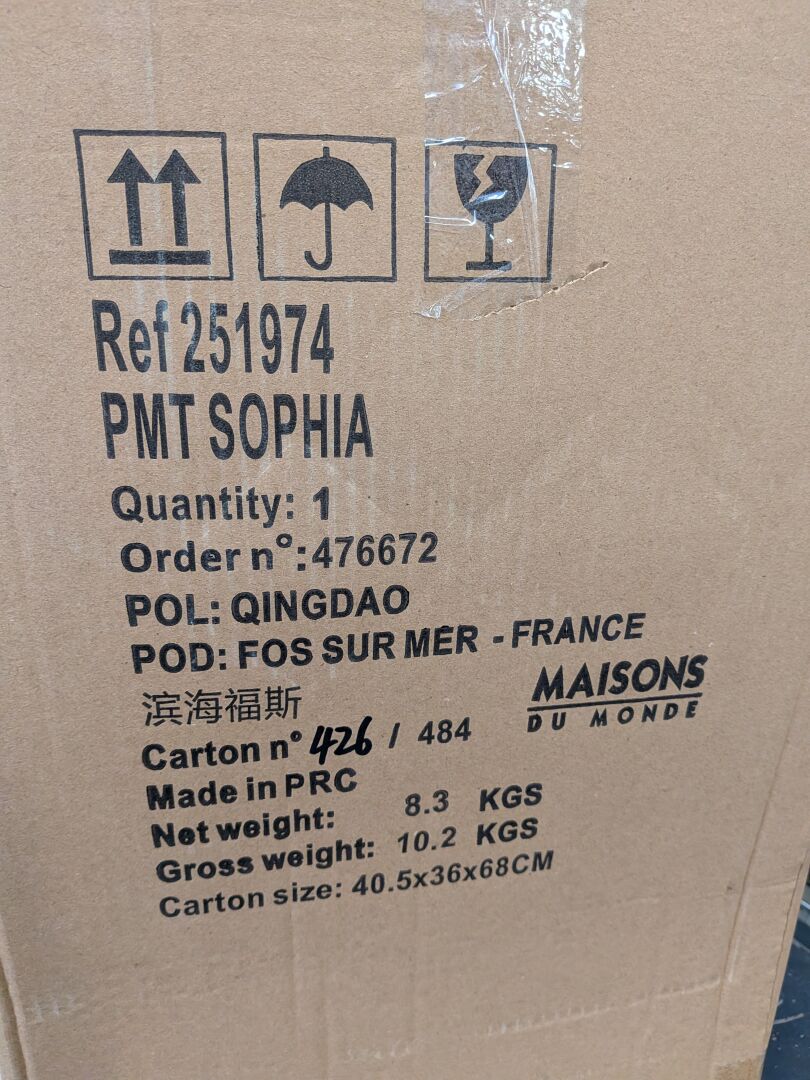 Ref 251974
PMT SOPHIA
Quantity: 1
Order n°:476672
POL: QINGDAO
POD: FOS SUR MER - FRANCE
滨海福斯
MAISONS
DU MONDE
Carton n° 426 / 484
Made in PRC
Net weight: 8.3 KGS
Gross weight: 10.2 KGS
Carton size: 40.5x36x68CM